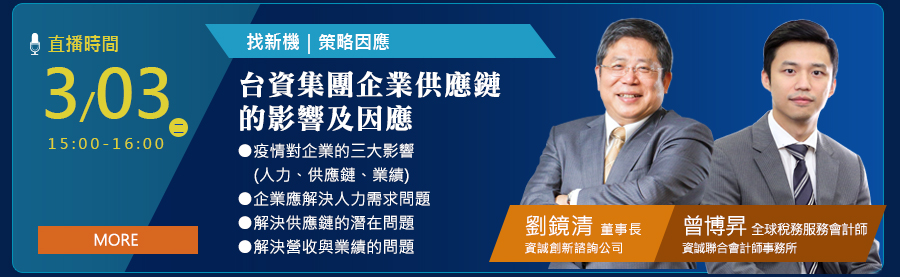 直播時間
3/03
二
15:00-16:00
MORE
找新機｜策略因應
台資集團企業供應鏈
的影響及因應
●疫情對企業的三大影響
(人力、供應鏈、業績)
●企業應解決人力需求問題
●解決供應鏈的潛在問題
●解決營收與業績的問題
劉鏡清 董事長
資誠創新諮詢公司
曾博昇 全球稅務服務會計師
資誠聯合會計師事務所